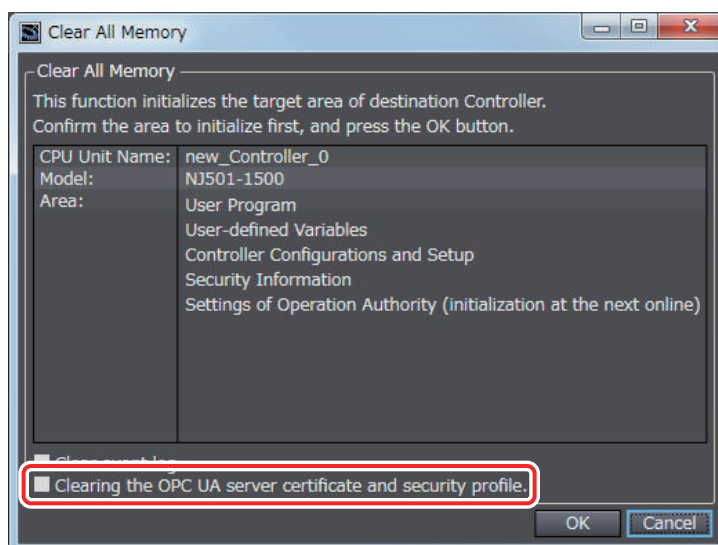 Clear All Memory
Clear All Memory
This function initializes the target area of destination Controller.
Confirm the area to initialize first, and press the OK button.
CPU Unit Name: new_Controller_0
Model: NJ501-1500
Area: User Program
User-defined Variables
Controller Configurations and Setup
Security Information
Settings of Operation Authority (initialization at the next online)
Clear event log
Clearing the OPC UA server certificate and security profile.
OK Cancel